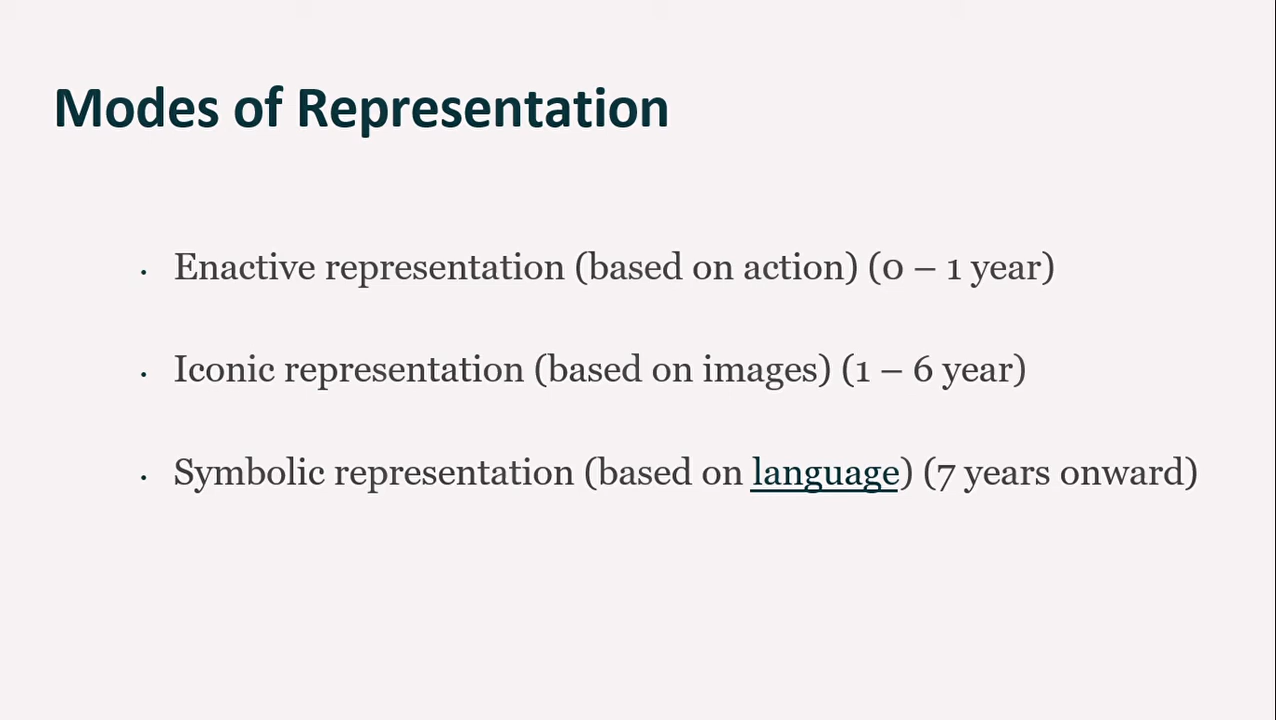 Modes of Representation
· Enactive representation (based on action) (0 – 1 year)
· Iconic representation (based on images) (1 – 6 year)
· Symbolic representation (based on language) (7 years onward)